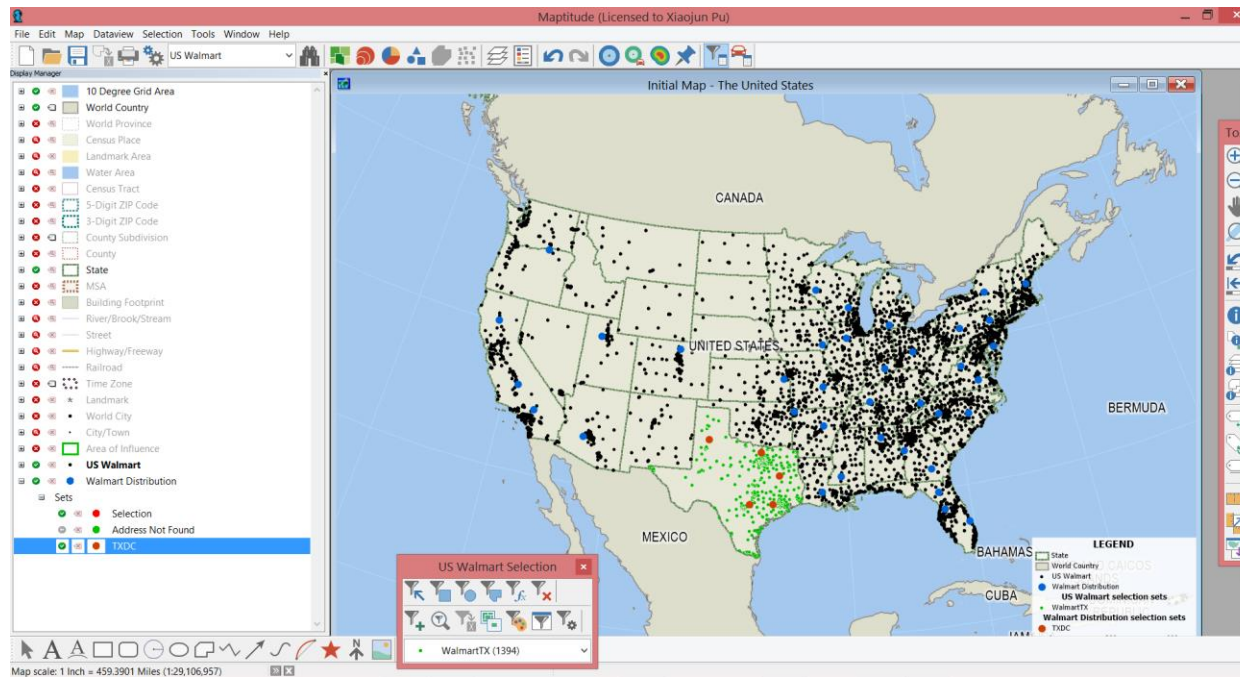 Maptitude (Licensed to Xiaojun Pu)
File Edit Map Dataview Selection Tools Window Help
US Walmart
Display Manager
10 Degree Grid Area
World Country
World Province
Census Place
Landmark Area
Water Area
Census Tract
5-Digit ZIP Code
3-Digit ZIP Code
County Subdivision
County
State
MSA
Building Footprint
River/Brook/Stream
Street
Highway/Freeway
Railroad
Time Zone
Landmark
World City
City/Town
Area of Influence
US Walmart
Walmart Distribution
Sets
Selection
Address Not Found
TXDC
Initial Map - The United States
CANADA
UNITED STATES
BERMUDA
MEXICO
BAHAMAS
CUBA
JAM
LEGEND
State
World Country
US Walmart
Walmart Distribution
US Walmart selection sets
WalmartTX
Walmart Distribution selection sets
TXDC
To
US Walmart Selection
WalmartTX (1394)
Map scale: 1 Inch = 459.3901 Miles (1:29,106,957)